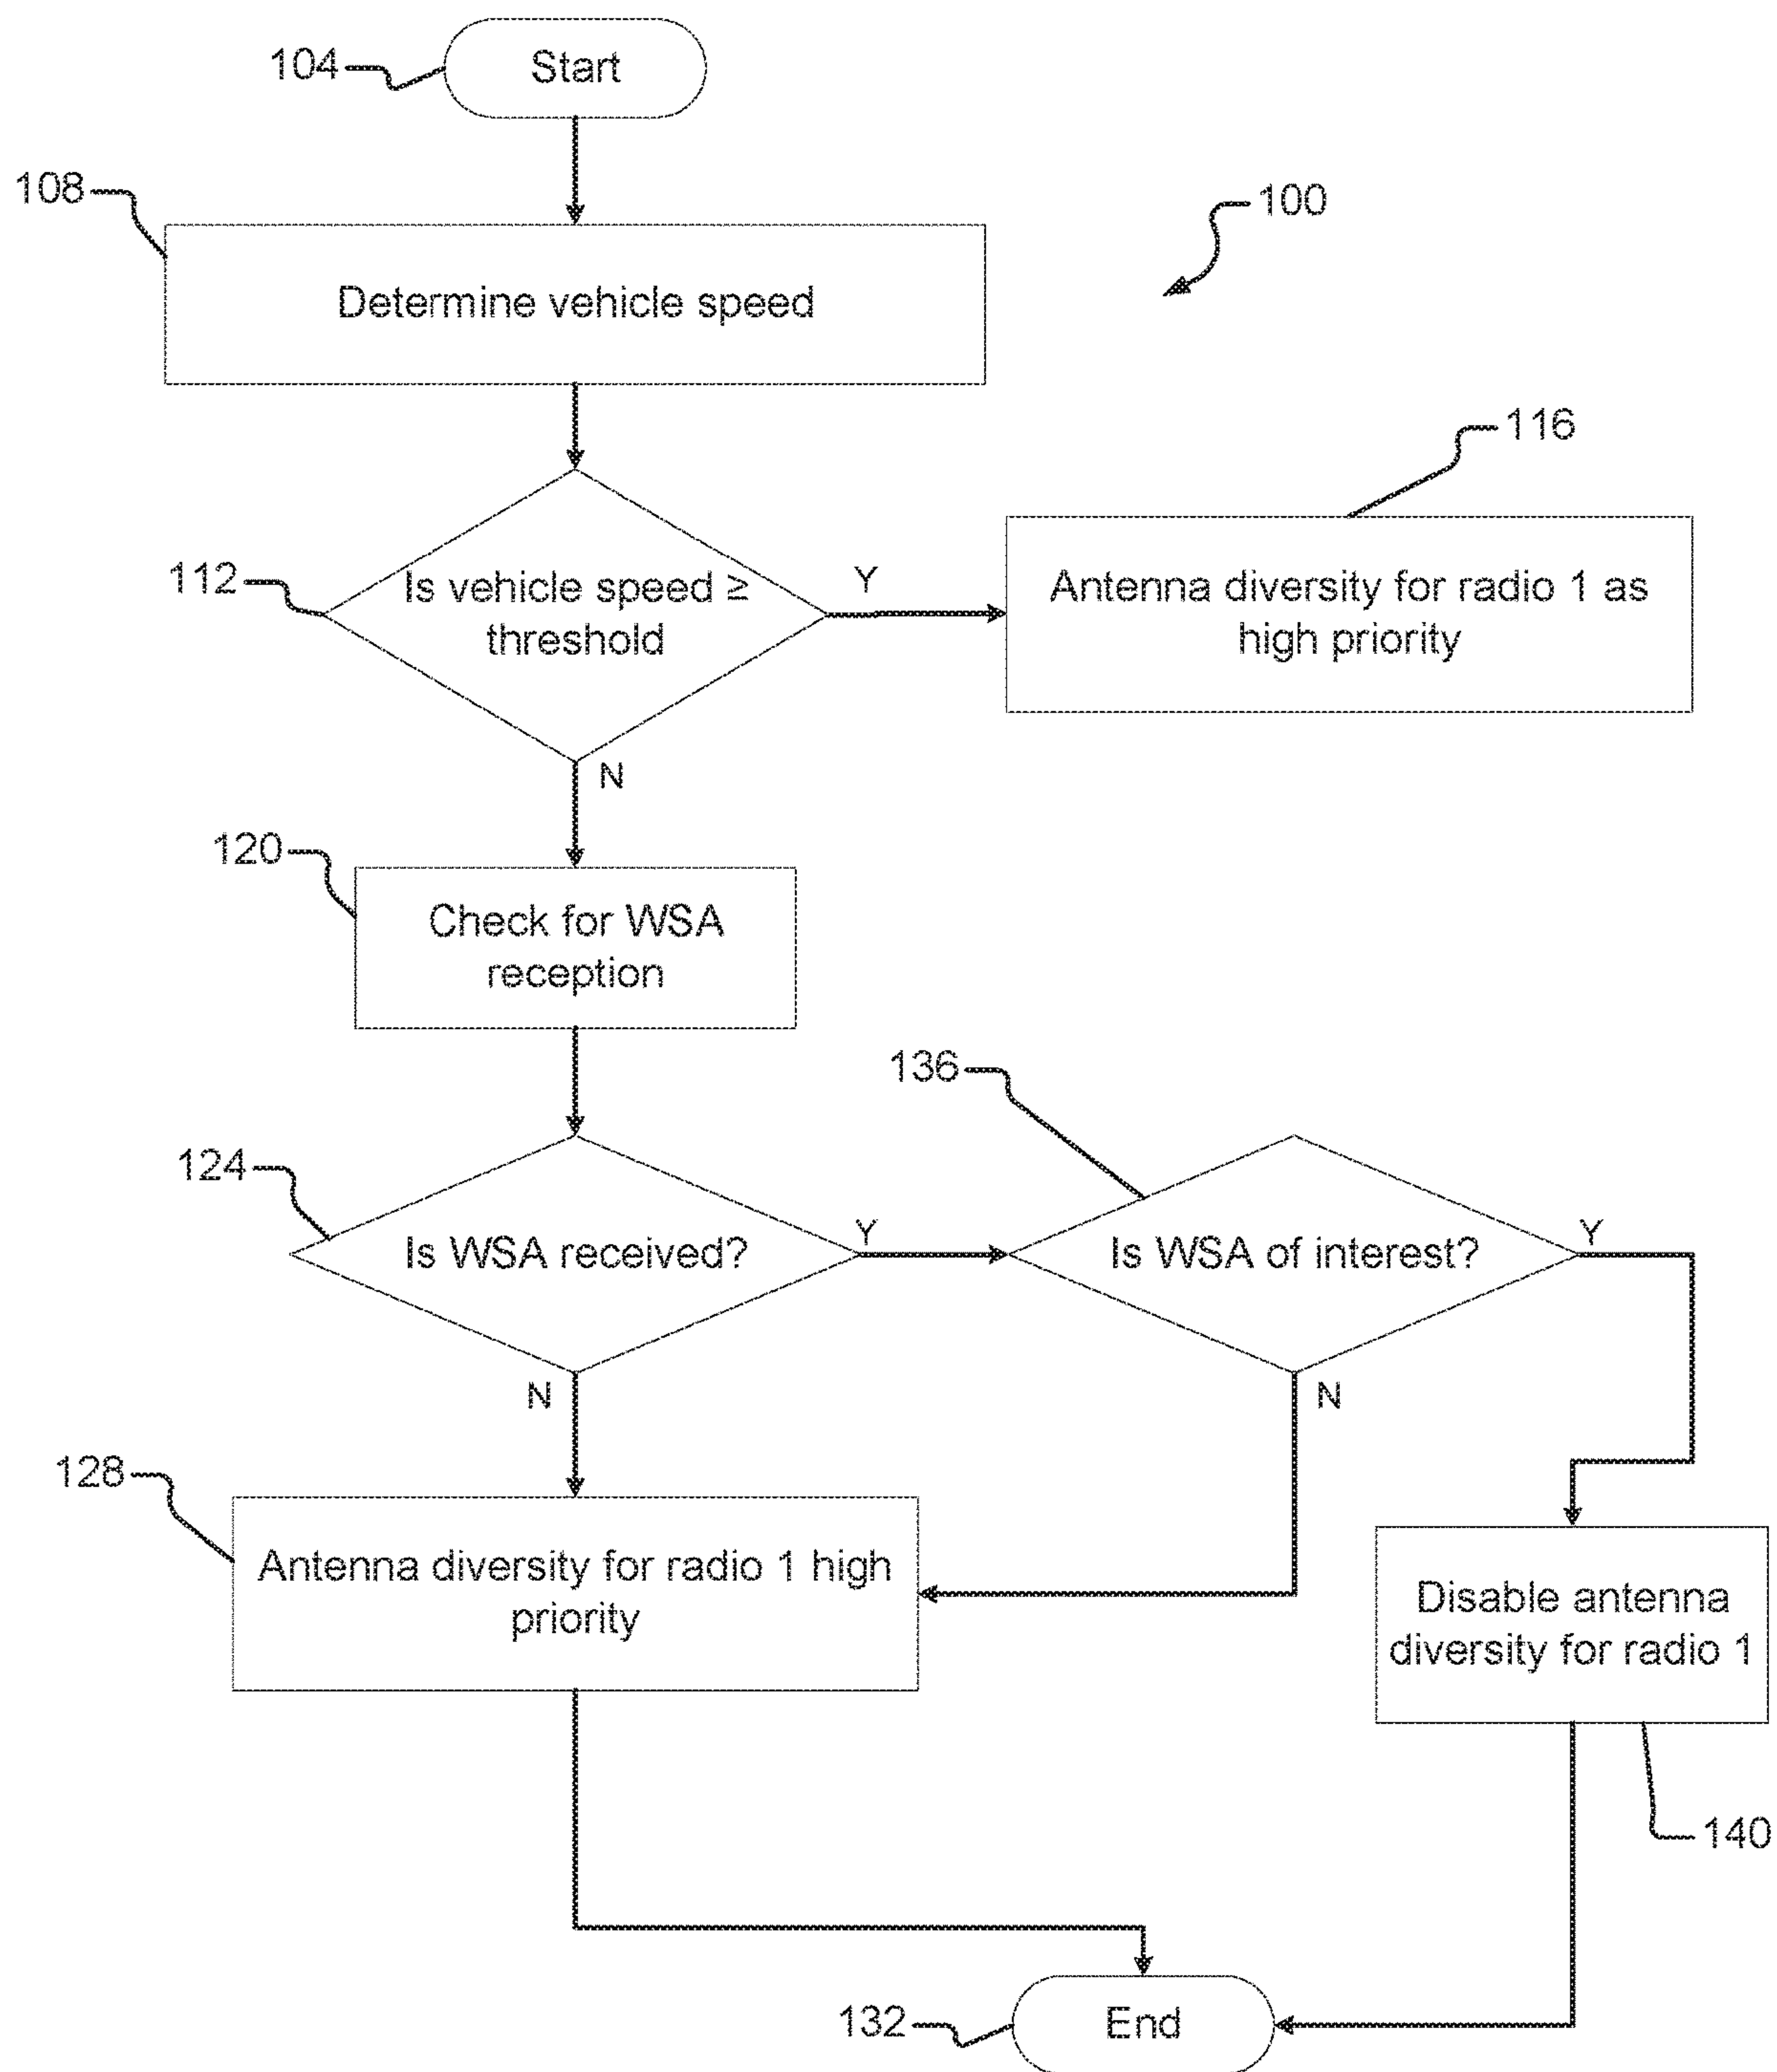 104
Start
108
Determine vehicle speed
100
116
112
Is vehicle speed ≥
threshold
Y
Antenna diversity for radio 1 as
high priority
N
120
Check for WSA
reception
136
124
Is WSA received?
Y
Is WSA of interest?
Y
N
N
128
Antenna diversity for radio 1 high
priority
Disable antenna
diversity for radio 1
140
132
End